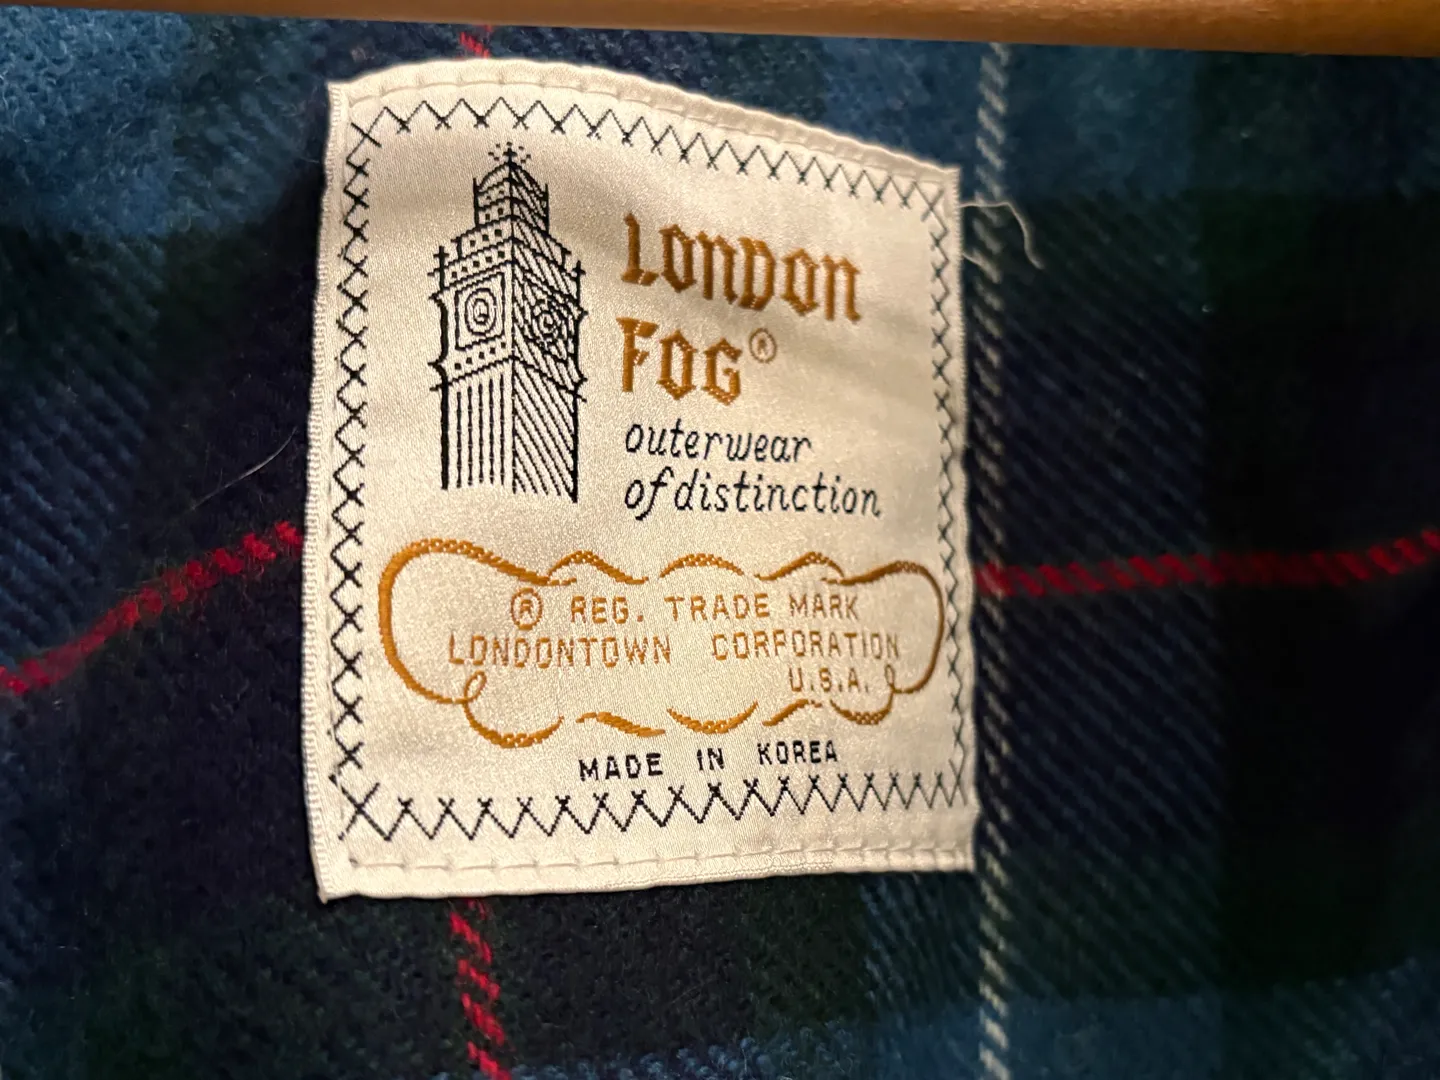 LONDON
FOG®
outerwear
of distinction
® REG. TRADE MARK
LONDONTOWN CORPORATION
U.S.A.
MADE IN KOREA